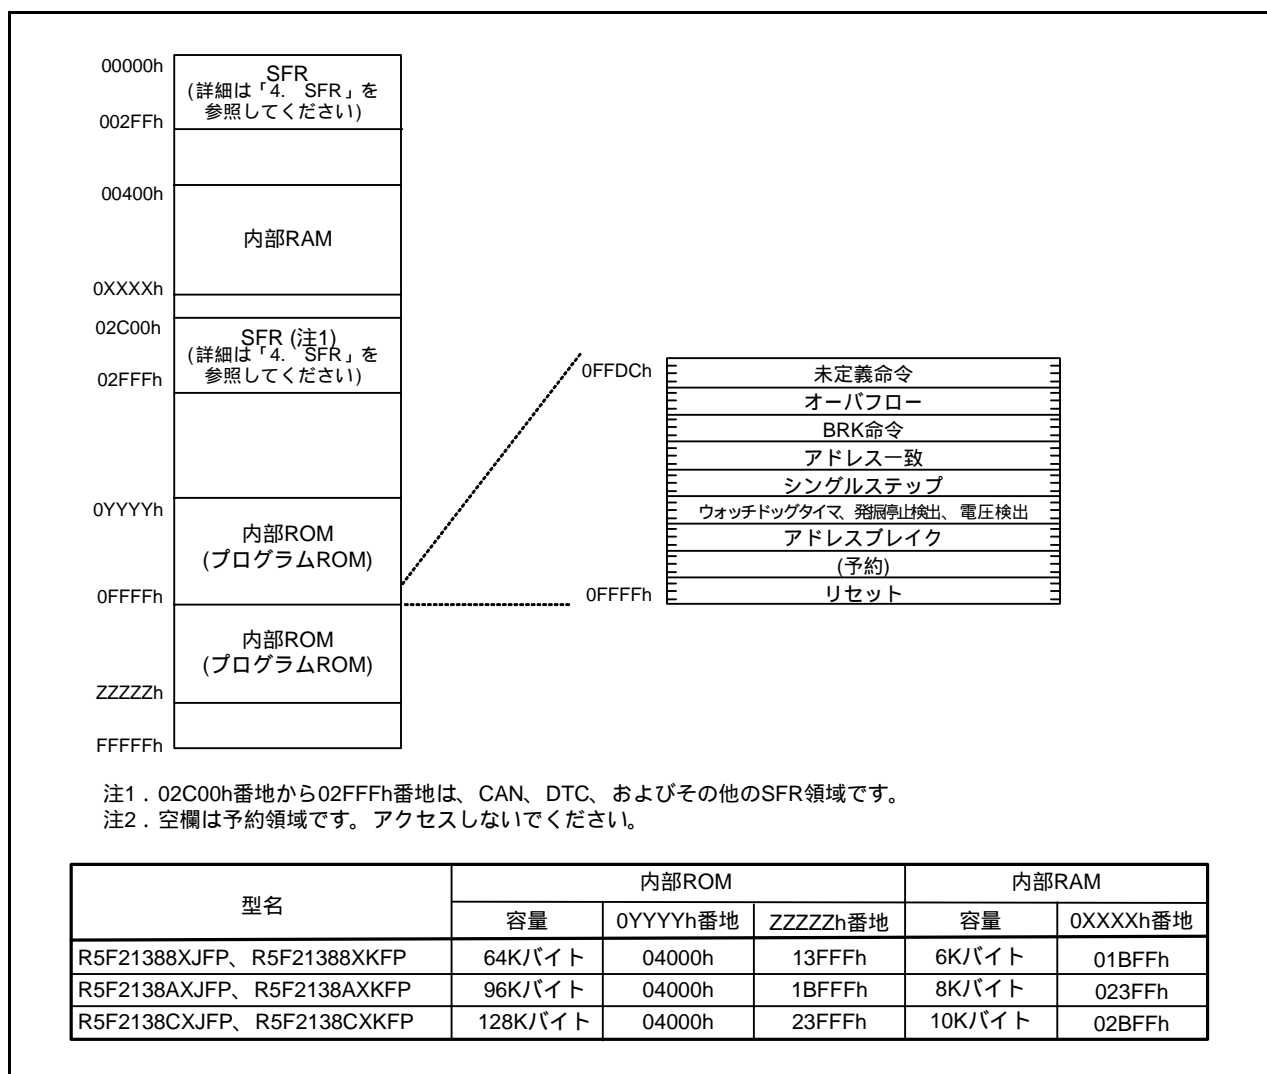 00000h
SFR
(詳細は「4. SFR」を
参照してください)
002FFh
00400h
内部RAM
0XXXXh
02C00h
SFR (注1)
(詳細は「4. SFR」を
参照してください)
02FFFh
0YYYYh
内部ROM
(プログラムROM)
0FFFFh
内部ROM
(プログラムROM)
ZZZZZh
FFFFFh
0FFDCh
未定義命令
オーバフロー
BRK命令
アドレス一致
シングルステップ
ウォッチドッグタイマ、発振停止検出、電圧検出
アドレスブレイク
(予約)
0FFFFh
リセット
注1．02C00h番地から02FFFh番地は、CAN、DTC、およびその他のSFR領域です。
注2．空欄は予約領域です。アクセスしないでください。
型名 内部ROM 内部RAM
容量 0YYYYh番地 ZZZZZh番地 容量 0XXXXh番地
R5F21388XJFP、R5F21388XKFP 64Kバイト 04000h 13FFFh 6Kバイト 01BFFh
R5F2138AXJFP、R5F2138AXKFP 96Kバイト 04000h 1BFFFh 8Kバイト 023FFh
R5F2138CXJFP、R5F2138CXKFP 128Kバイト 04000h 23FFFh 10Kバイト 02BFFh